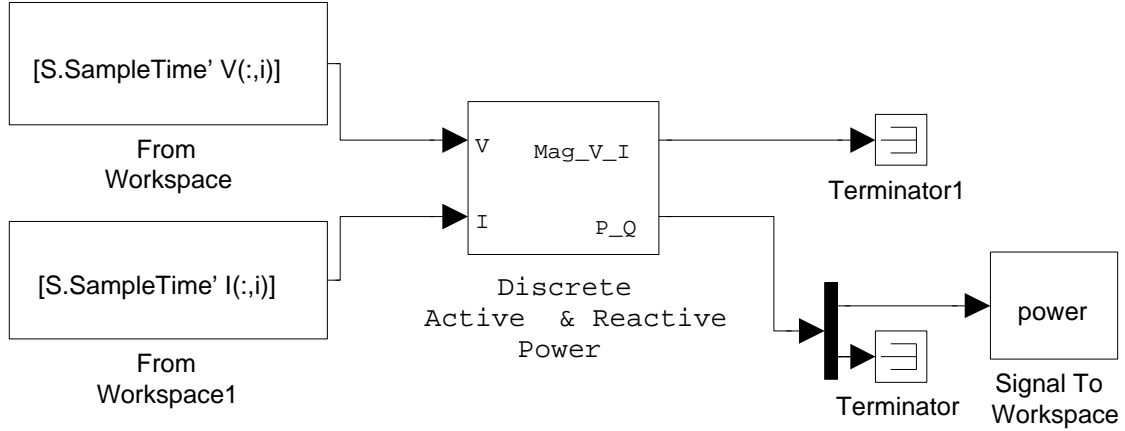 [S.SampleTime’ V(:,i)]
From
Workspace
[S.SampleTime’ I(:,i)]
From
Workspace1
V
Mag_V_I
I
P_Q
Discrete
Active & Reactive
Power
Terminator1
Terminator
power
Signal To
Workspace